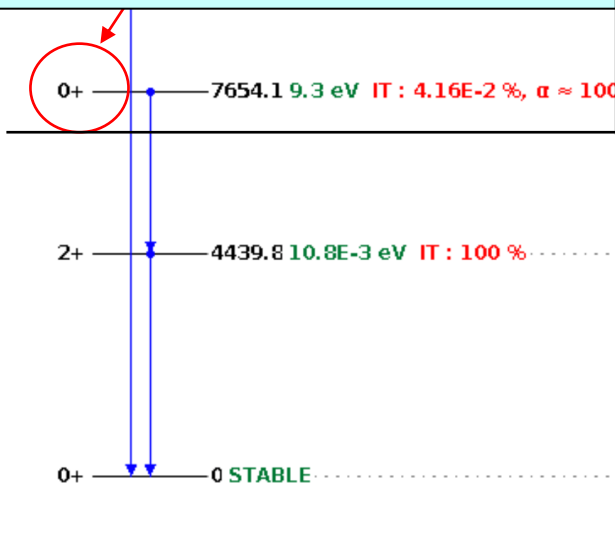 0+ 7654.1 9.3 eV IT : 4.16E-2 %, α ≈ 100
2+ 4439.8 10.8E-3 eV IT : 100 %
0+ 0 STABLE